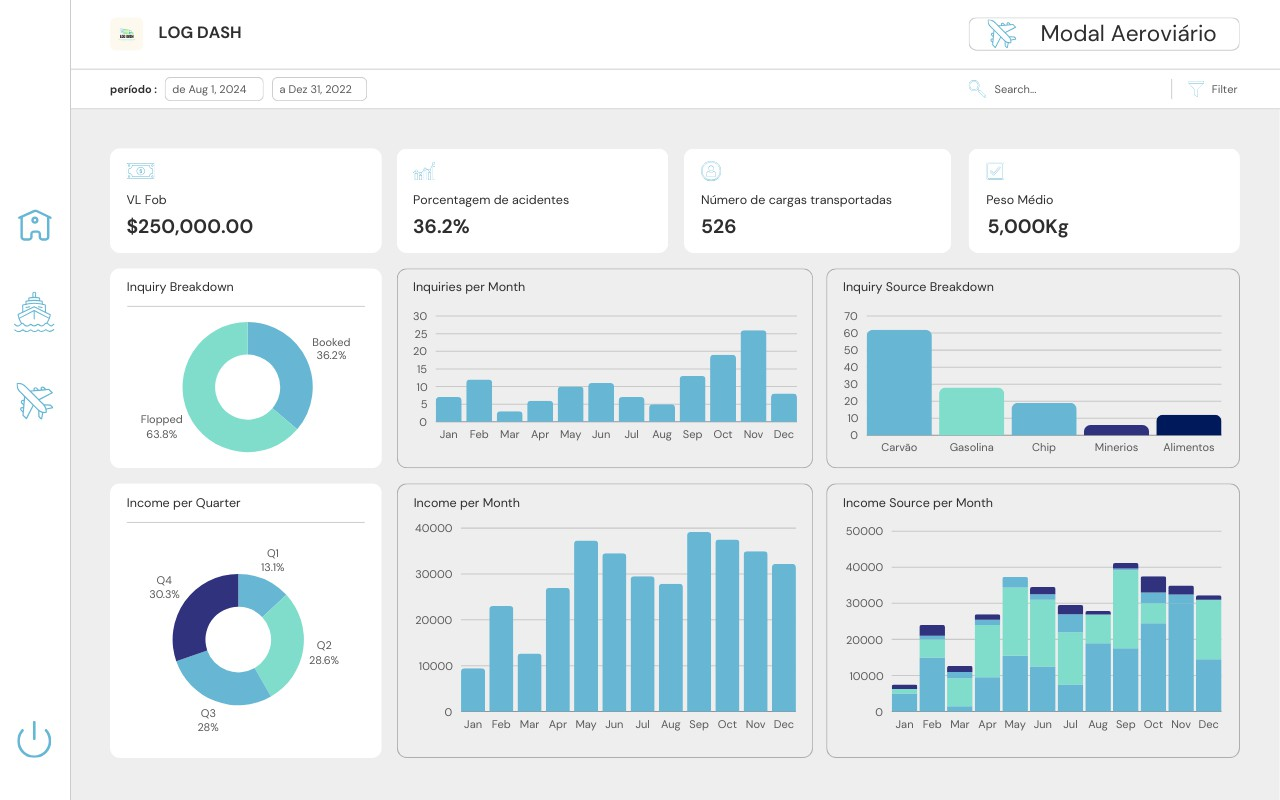 LOG DASH
Modal Aeroviário
período :
de Aug 1, 2024
a Dez 31, 2022
Search...
Filter
VL Fob
$250,000.00
Porcentagem de acidentes
36.2%
Número de cargas transportadas
526
Peso Médio
5,000Kg
Inquiry Breakdown
Booked
36.2%
Flopped
63.8%
Inquiries per Month
30
25
20
15
10
5
0
Jan Feb Mar Apr May Jun Jul Aug Sep Oct Nov Dec
Inquiry Source Breakdown
70
60
50
40
30
20
10
0
Carvão Gasolina Chip Minerios Alimentos
Income per Quarter
Q1
13.1%
Q4
30.3%
Q2
28.6%
Q3
28%
Income per Month
40000
30000
20000
10000
0
Jan Feb Mar Apr May Jun Jul Aug Sep Oct Nov Dec
Income Source per Month
50000
40000
30000
20000
10000
0
Jan Feb Mar Apr May Jun Jul Aug Sep Oct Nov Dec